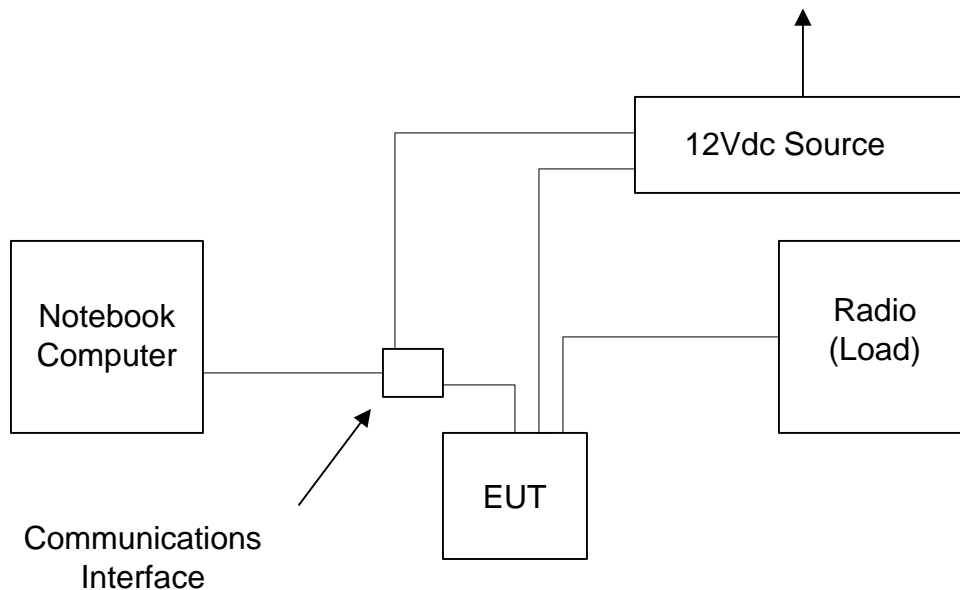 12Vdc Source
Notebook
Computer
Radio
(Load)
EUT
Communications
Interface